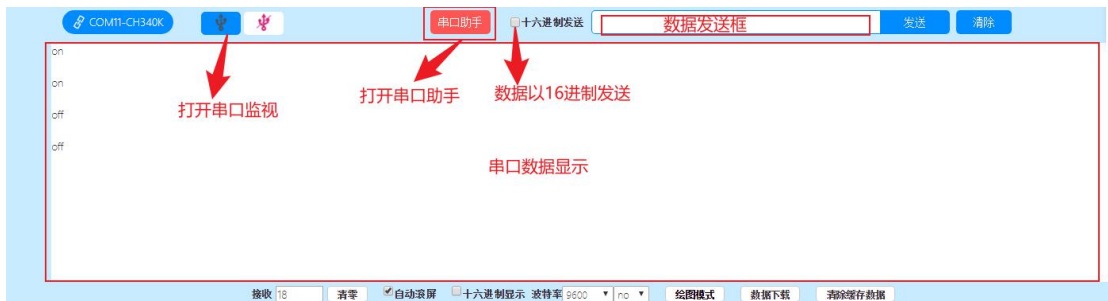 COM11-CH340K 串口助手 十六进制发送 数据发送框 发送 清除
on
on
打开串口助手 数据以16进制发送
打开串口监视
off
off
串口数据显示
接收 18 清零 自动滚屏 十六进制显示 波特率 9600 no 绘图模式 数据下载 清除缓存数据